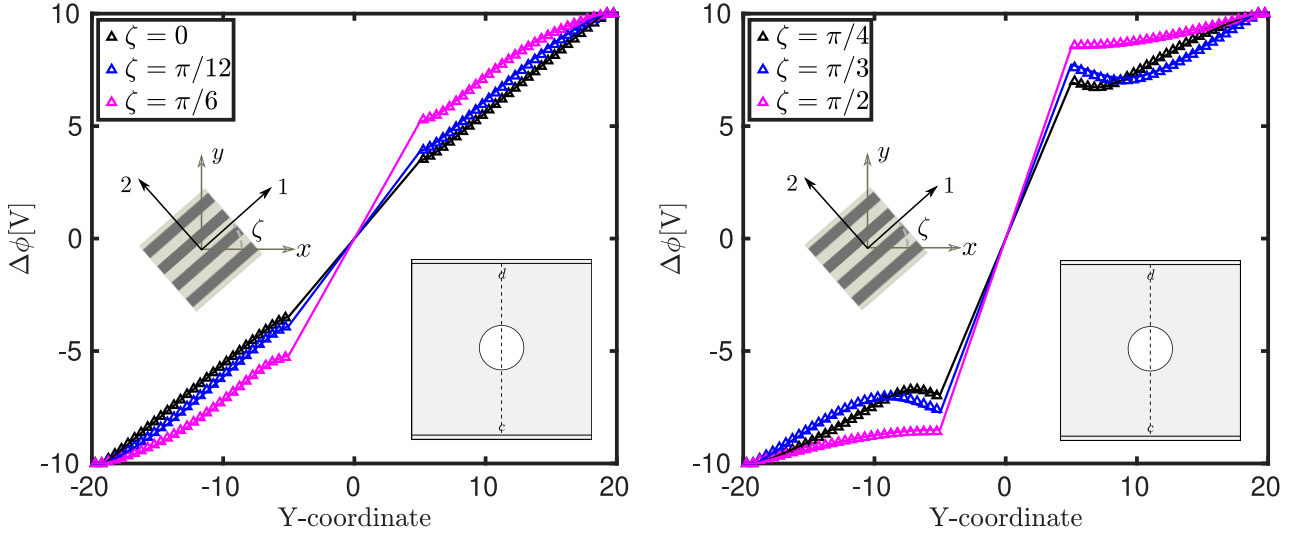 10
5
0
-5
-10
Δϕ[V]
ζ = 0
ζ = π/12
ζ = π/6
y
2
1
ζ
x
d
c
-20
-10
0
10
20
Y-coordinate
10
5
0
-5
-10
Δϕ[V]
ζ = π/4
ζ = π/3
ζ = π/2
y
2
1
ζ
x
d
c
-20
-10
0
10
20
Y-coordinate